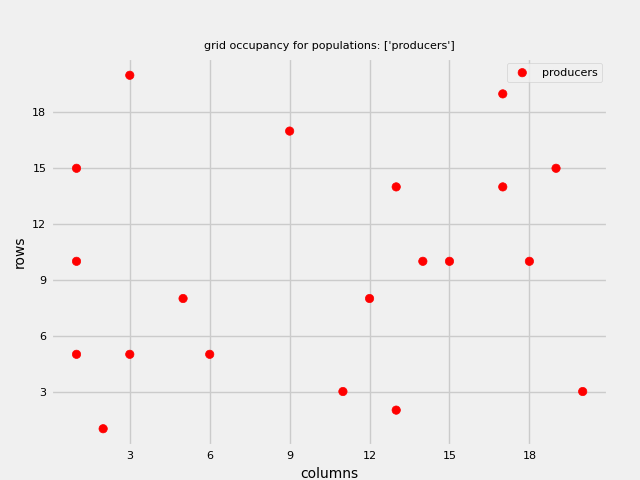 grid occupancy for populations: ['producers']
producers
18
15
12
9
6
3
rows
3 6 9 12 15 18
columns